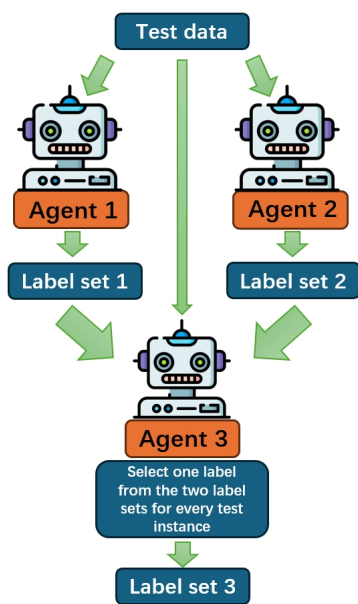 Test data
Agent 1
Agent 2
Label set 1
Label set 2
Agent 3
Select one label
from the two label
sets for every test
instance
Label set 3